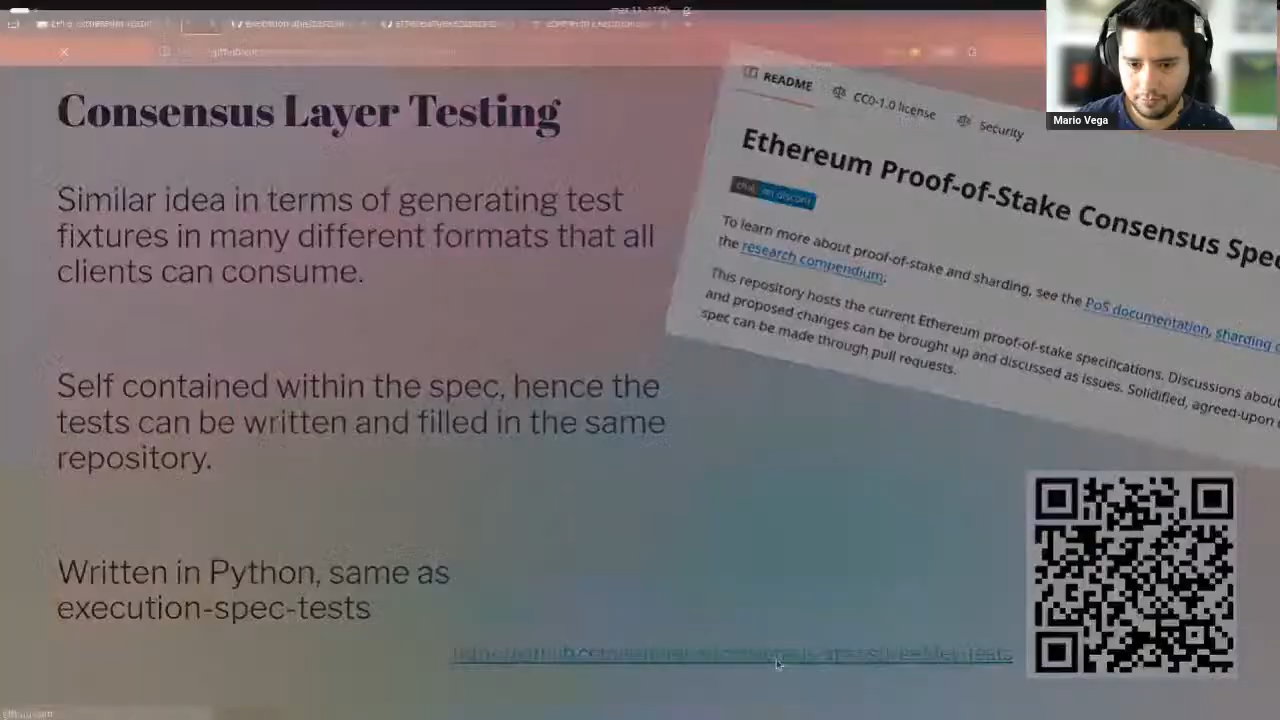 Mario Vega
Consensus Layer Testing
Similar idea in terms of generating test
fixtures in many different formats that all
clients can consume.
Self contained within the spec, hence the
tests can be written and filled in the same
repository.
Written in Python, same as
execution-spec-tests
README
CC0-1.0 license
Security
Ethereum Proof-of-Stake Consensus Spec
chat on discord
To learn more about proof-of-stake and sharding, see the PoS documentation, sharding
the research compendium.
This repository hosts the current Ethereum proof-of-stake specifications. Discussions about
and proposed changes can be brought up and discussed as issues. Solidified, agreed-upon
spec can be made through pull requests.